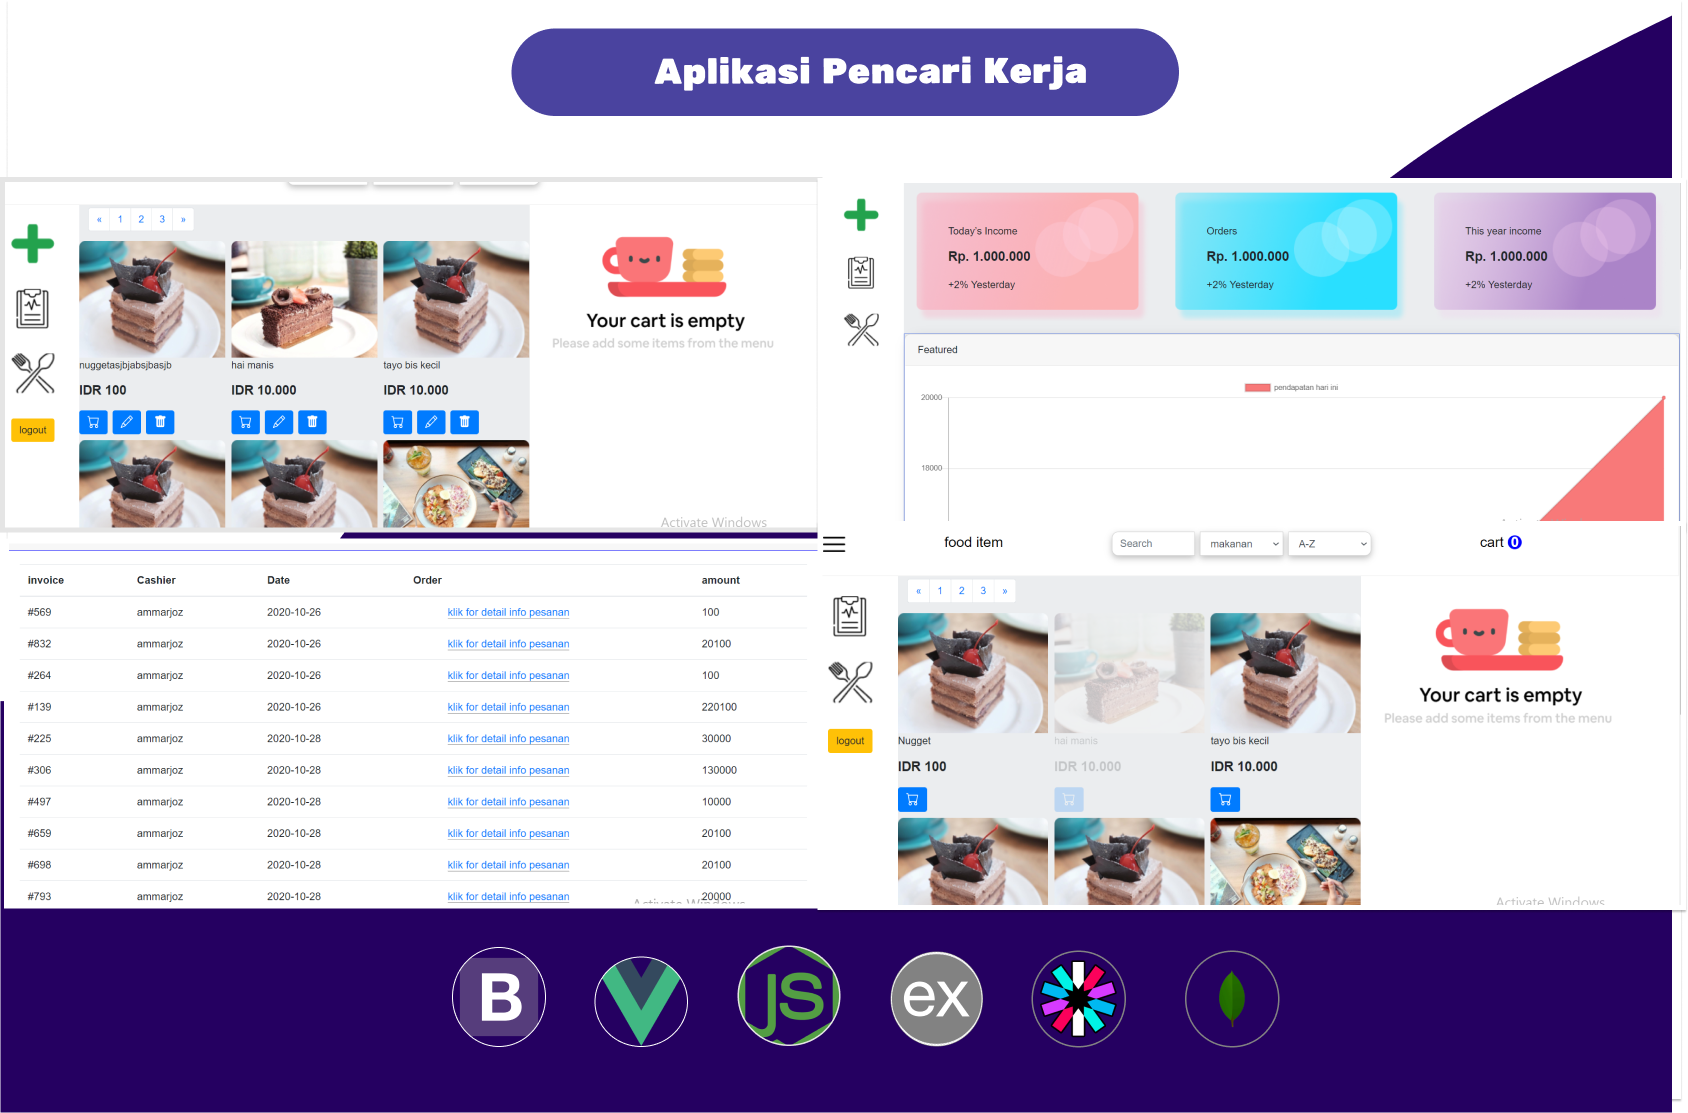 Aplikasi Pencari Kerja
« 1 2 3 »
nuggetasjbjabsjbasjb
hai manis
tayo bis kecil
IDR 100
IDR 10.000
IDR 10.000
logout
Your cart is empty
Please add some items from the menu
Activate Windows
Today's Income
Rp. 1.000.000
+2% Yesterday
Orders
Rp. 1.000.000
+2% Yesterday
This year income
Rp. 1.000.000
+2% Yesterday
Featured
pendapatan hari ini
20000
18000
invoice Cashier Date Order amount
#569 ammarjoz 2020-10-26 klik for detail info pesanan 100
#832 ammarjoz 2020-10-26 klik for detail info pesanan 20100
#264 ammarjoz 2020-10-26 klik for detail info pesanan 100
#139 ammarjoz 2020-10-26 klik for detail info pesanan 220100
#225 ammarjoz 2020-10-28 klik for detail info pesanan 30000
#306 ammarjoz 2020-10-28 klik for detail info pesanan 130000
#497 ammarjoz 2020-10-28 klik for detail info pesanan 10000
#659 ammarjoz 2020-10-28 klik for detail info pesanan 20100
#698 ammarjoz 2020-10-28 klik for detail info pesanan 20100
#793 ammarjoz 2020-10-28 klik for detail info pesanan 20000
Activate Windows
food item
Search
makanan
A-Z
cart 0
« 1 2 3 »
Nugget
hai manis
tayo bis kecil
IDR 100
IDR 10.000
IDR 10.000
logout
Your cart is empty
Please add some items from the menu
Activate Windows
B
JS
ex